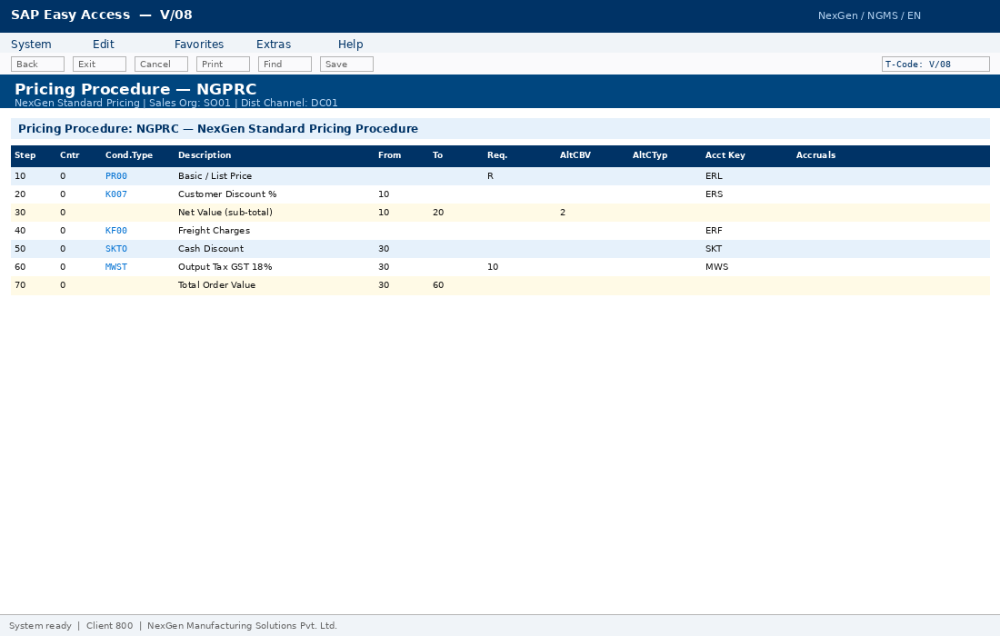 SAP Easy Access — V/08
NexGen / NGMS / EN
System Edit Favorites Extras Help
Back Exit Cancel Print Find Save T-Code: V/08
Pricing Procedure — NGPRC
NexGen Standard Pricing | Sales Org: SO01 | Dist Channel: DC01
Pricing Procedure: NGPRC — NexGen Standard Pricing Procedure
Step Cntr Cond.Type Description From To Req. AltCBV AltCTyp Acct Key Accruals
10 0 PR00 Basic / List Price R ERL
20 0 K007 Customer Discount % 10 ERS
30 0 Net Value (sub-total) 10 20 2
40 0 KF00 Freight Charges ERF
50 0 SKTO Cash Discount 30 SKT
60 0 MWST Output Tax GST 18% 30 10 MWS
70 0 Total Order Value 30 60
System ready | Client 800 | NexGen Manufacturing Solutions Pvt. Ltd.